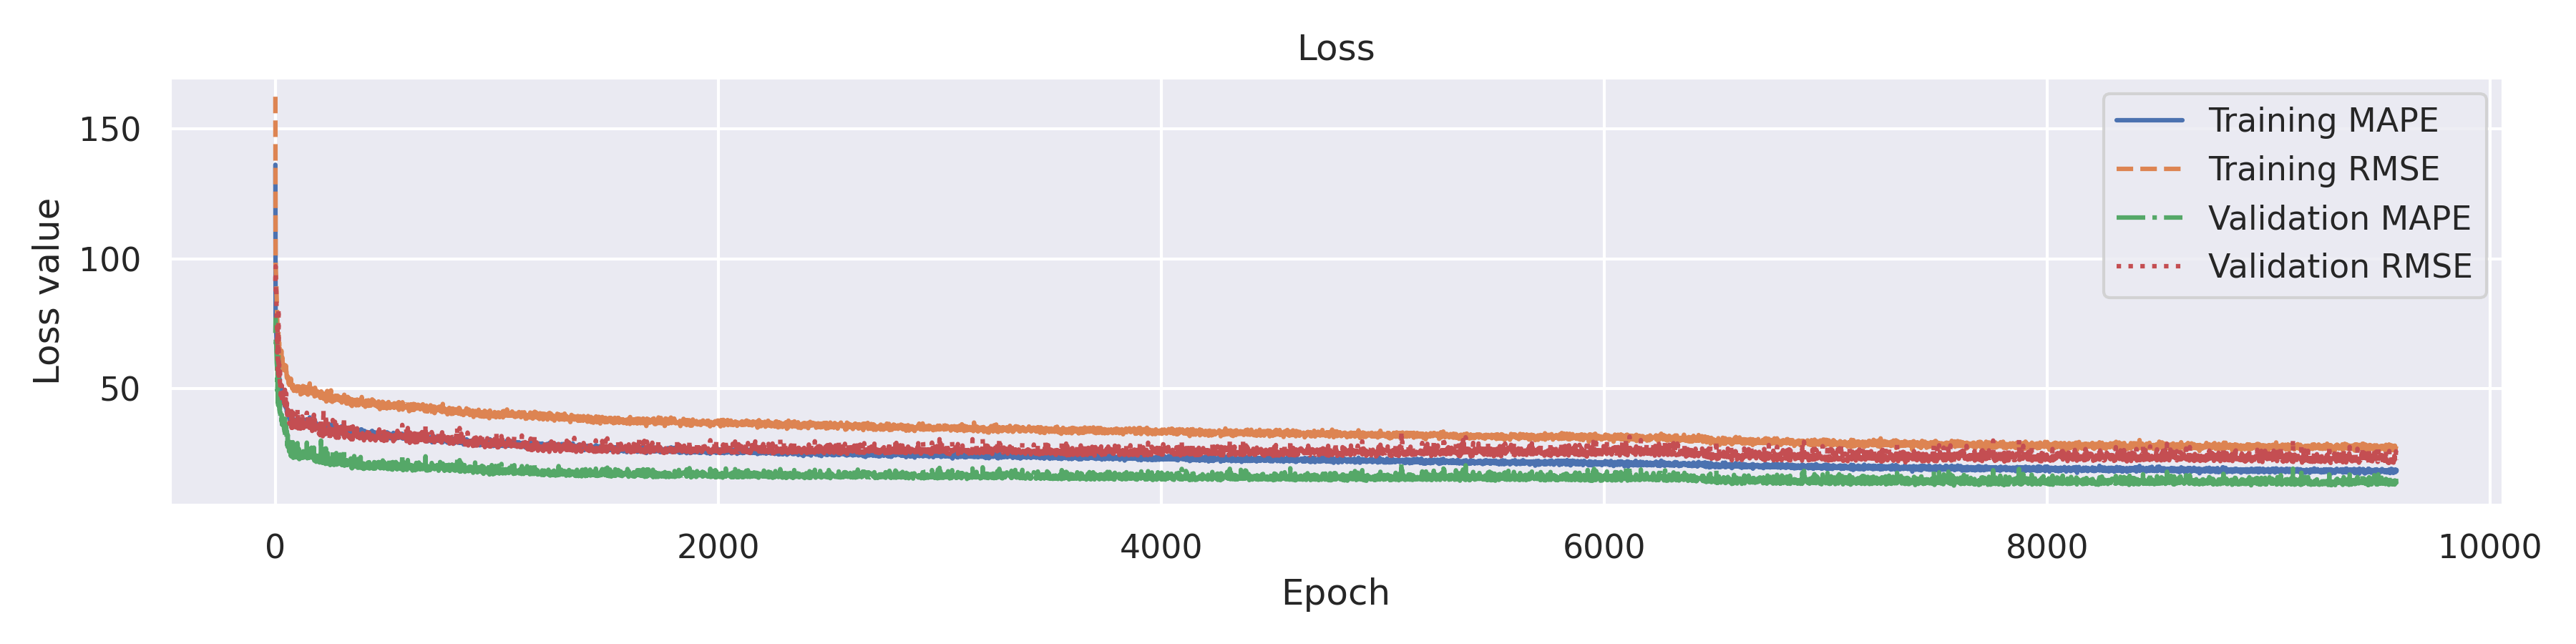 Loss
Loss value
150
100
50
Training MAPE
Training RMSE
Validation MAPE
Validation RMSE
0 2000 4000 6000 8000 10000
Epoch